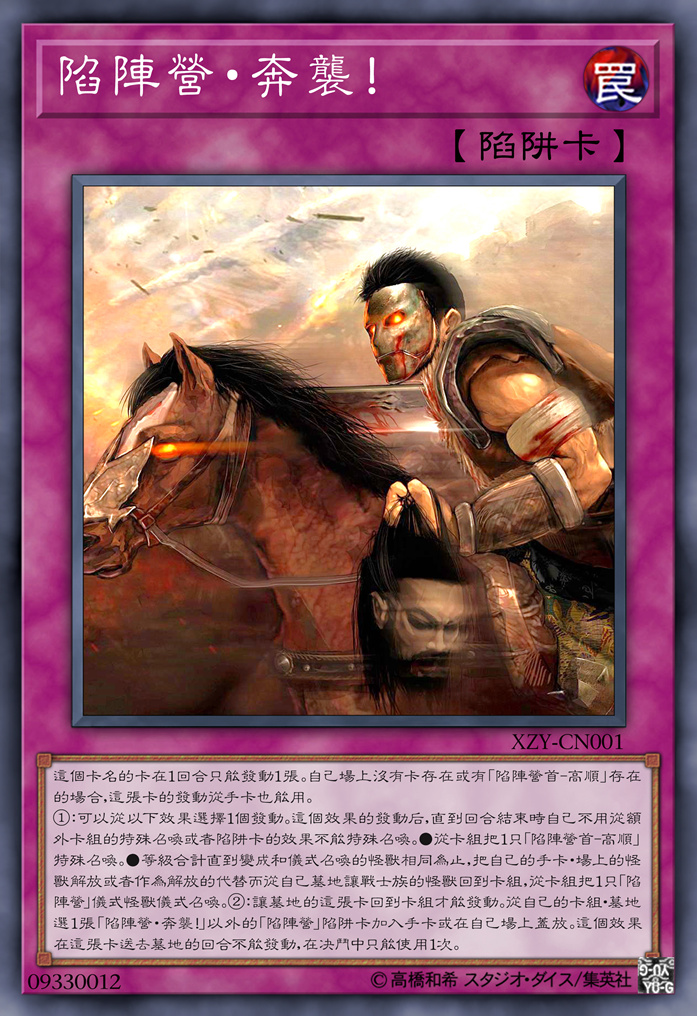 陷陣營·奔襲!
罠
【陷阱卡】
XZY-CN001
這個卡名的卡在1回合只能發動1張。自己場上沒有卡存在或有「陷陣營首-高順」存在
的場合,這張卡的發動從手卡也能用。
①:可以從以下效果選擇1個發動。這個效果的發動后,直到回合結束時自己不用從額
外卡組的特殊召喚或者陷阱卡的效果不能特殊召喚。●從卡組把1只「陷陣營首-高順」
特殊召喚。●等級合計直到變成和儀式召喚的怪獸相同為止,把自己的手卡·場上的怪
獸解放或者作為解放的代替而從自己墓地讓戰士族的怪獸回到卡組,從卡組把1只「陷
陣營」儀式怪獸儀式召喚。②:讓墓地的這張卡回到卡組才能發動。從自己的卡組·墓地
選1張「陷陣營·奔襲!」以外的「陷陣營」陷阱卡加入手卡或在自己場上蓋放。這個效果
在這張卡送去墓地的回合不能發動,在決鬥中只能使用1次。
09330012
©高橋和希 スタジオ·ダイス/集英社